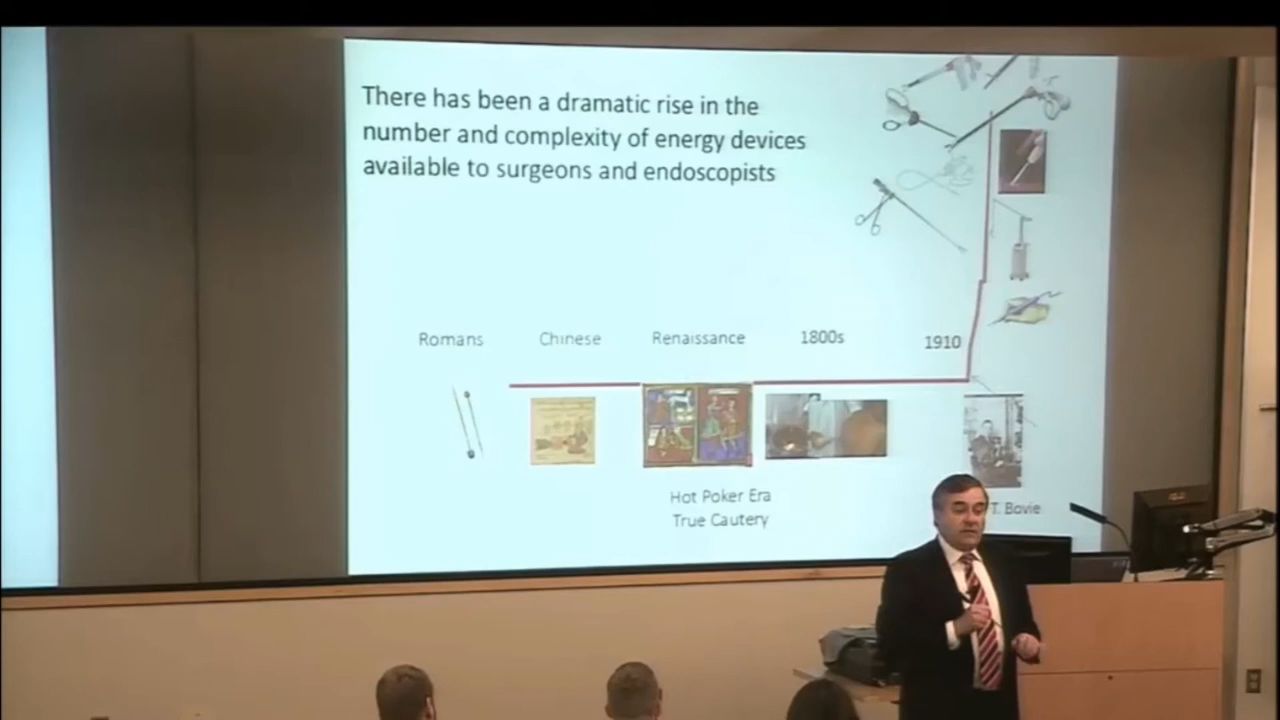 There has been a dramatic rise in the
number and complexity of energy devices
available to surgeons and endoscopists
Romans
Chinese
Renaissance
1800s
1910
Hot Poker Era
True Cautery
T. Bovie